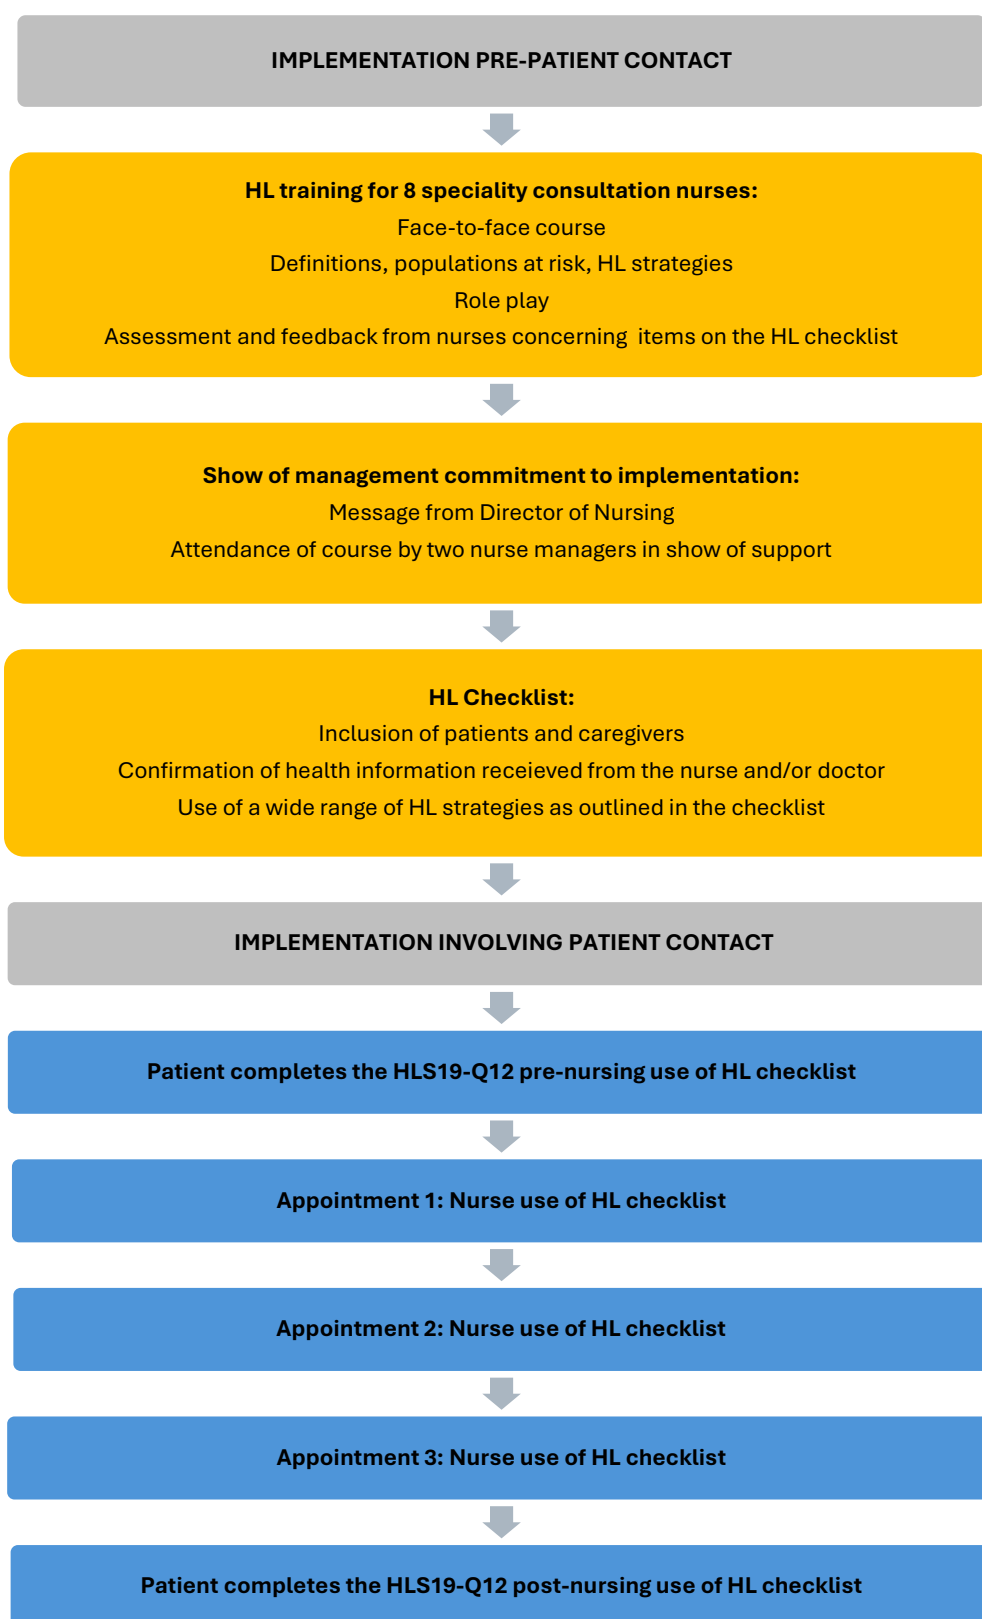 IMPLEMENTATION PRE-PATIENT CONTACT
HL training for 8 speciality consultation nurses:
Face-to-face course
Definitions, populations at risk, HL strategies
Role play
Assessment and feedback from nurses concerning  items on the HL checklist
Show of management commitment to implementation:
Message from Director of Nursing
Attendance of course by two nurse managers in show of support
HL Checklist:
Inclusion of patients and caregivers
Confirmation of health information receieved from the nurse and/or doctor
Use of a wide range of HL strategies as outlined in the checklist
IMPLEMENTATION INVOLVING PATIENT CONTACT
Patient completes the HLS19-Q12 pre-nursing use of HL checklist
Appointment 1: Nurse use of HL checklist
Appointment 2: Nurse use of HL checklist
Appointment 3: Nurse use of HL checklist
Patient completes the HLS19-Q12 post-nursing use of HL checklist